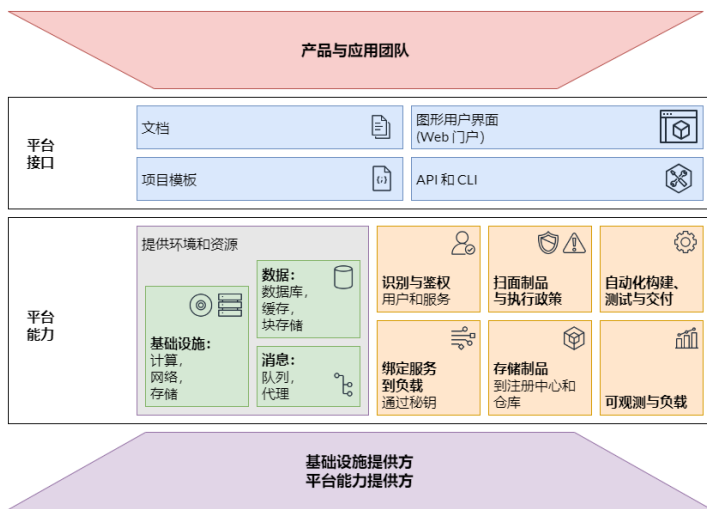 产品与应用团队
平台
接口
文档
图形用户界面
(Web 门户)
项目模板
API 和 CLI
平台
能力
提供环境和资源
基础设施：
计算，
网络，
存储
数据：
数据库，
缓存，
块存储
消息：
队列，
代理
识别与鉴权
用户和服务
扫面制品
与执行政策
自动化构建、
测试与交付
绑定服务
到负载
通过秘钥
存储制品
到注册中心和
仓库
可观测与负载
基础设施提供方
平台能力提供方